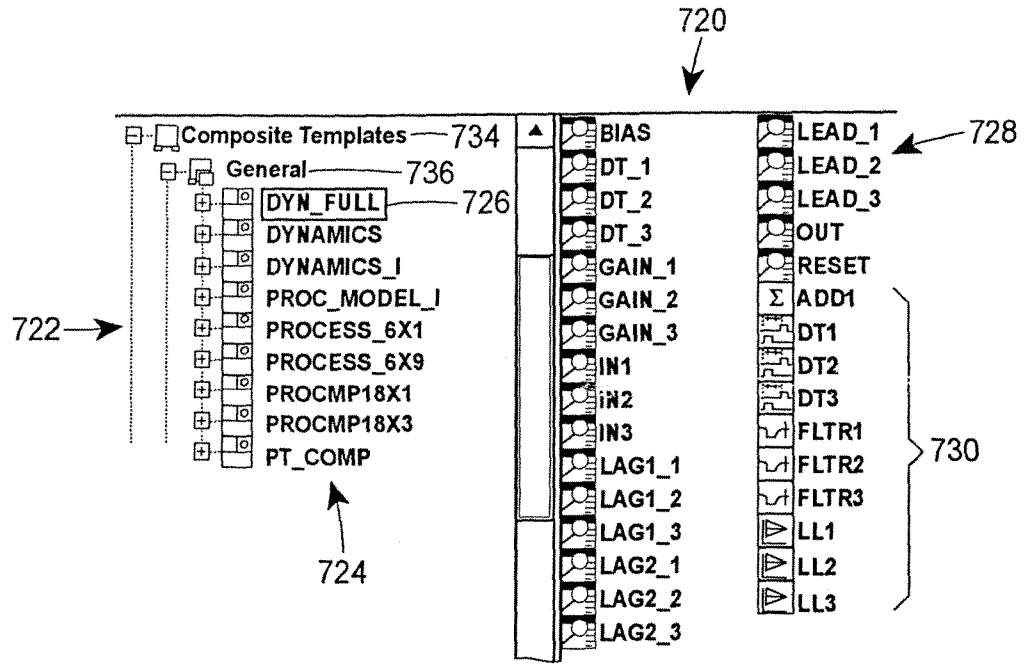 720
Composite Templates 734
General 736
DYN_FULL 726
DYNAMICS
DYNAMICS_I
PROC_MODEL_I
722
PROCESS_6X1
PROCESS_6X9
PROCMP18X1
PROCMP18X3
PT_COMP
724
BIAS
DT_1
DT_2
DT_3
GAIN_1
GAIN_2
GAIN_3
IN1
IN2
IN3
LAG1_1
LAG1_2
LAG1_3
LAG2_1
LAG2_2
LAG2_3
LEAD_1
728
LEAD_2
LEAD_3
OUT
RESET
Σ ADD1
DT1
DT2
DT3
FLTR1
730
FLTR2
FLTR3
LL1
LL2
LL3